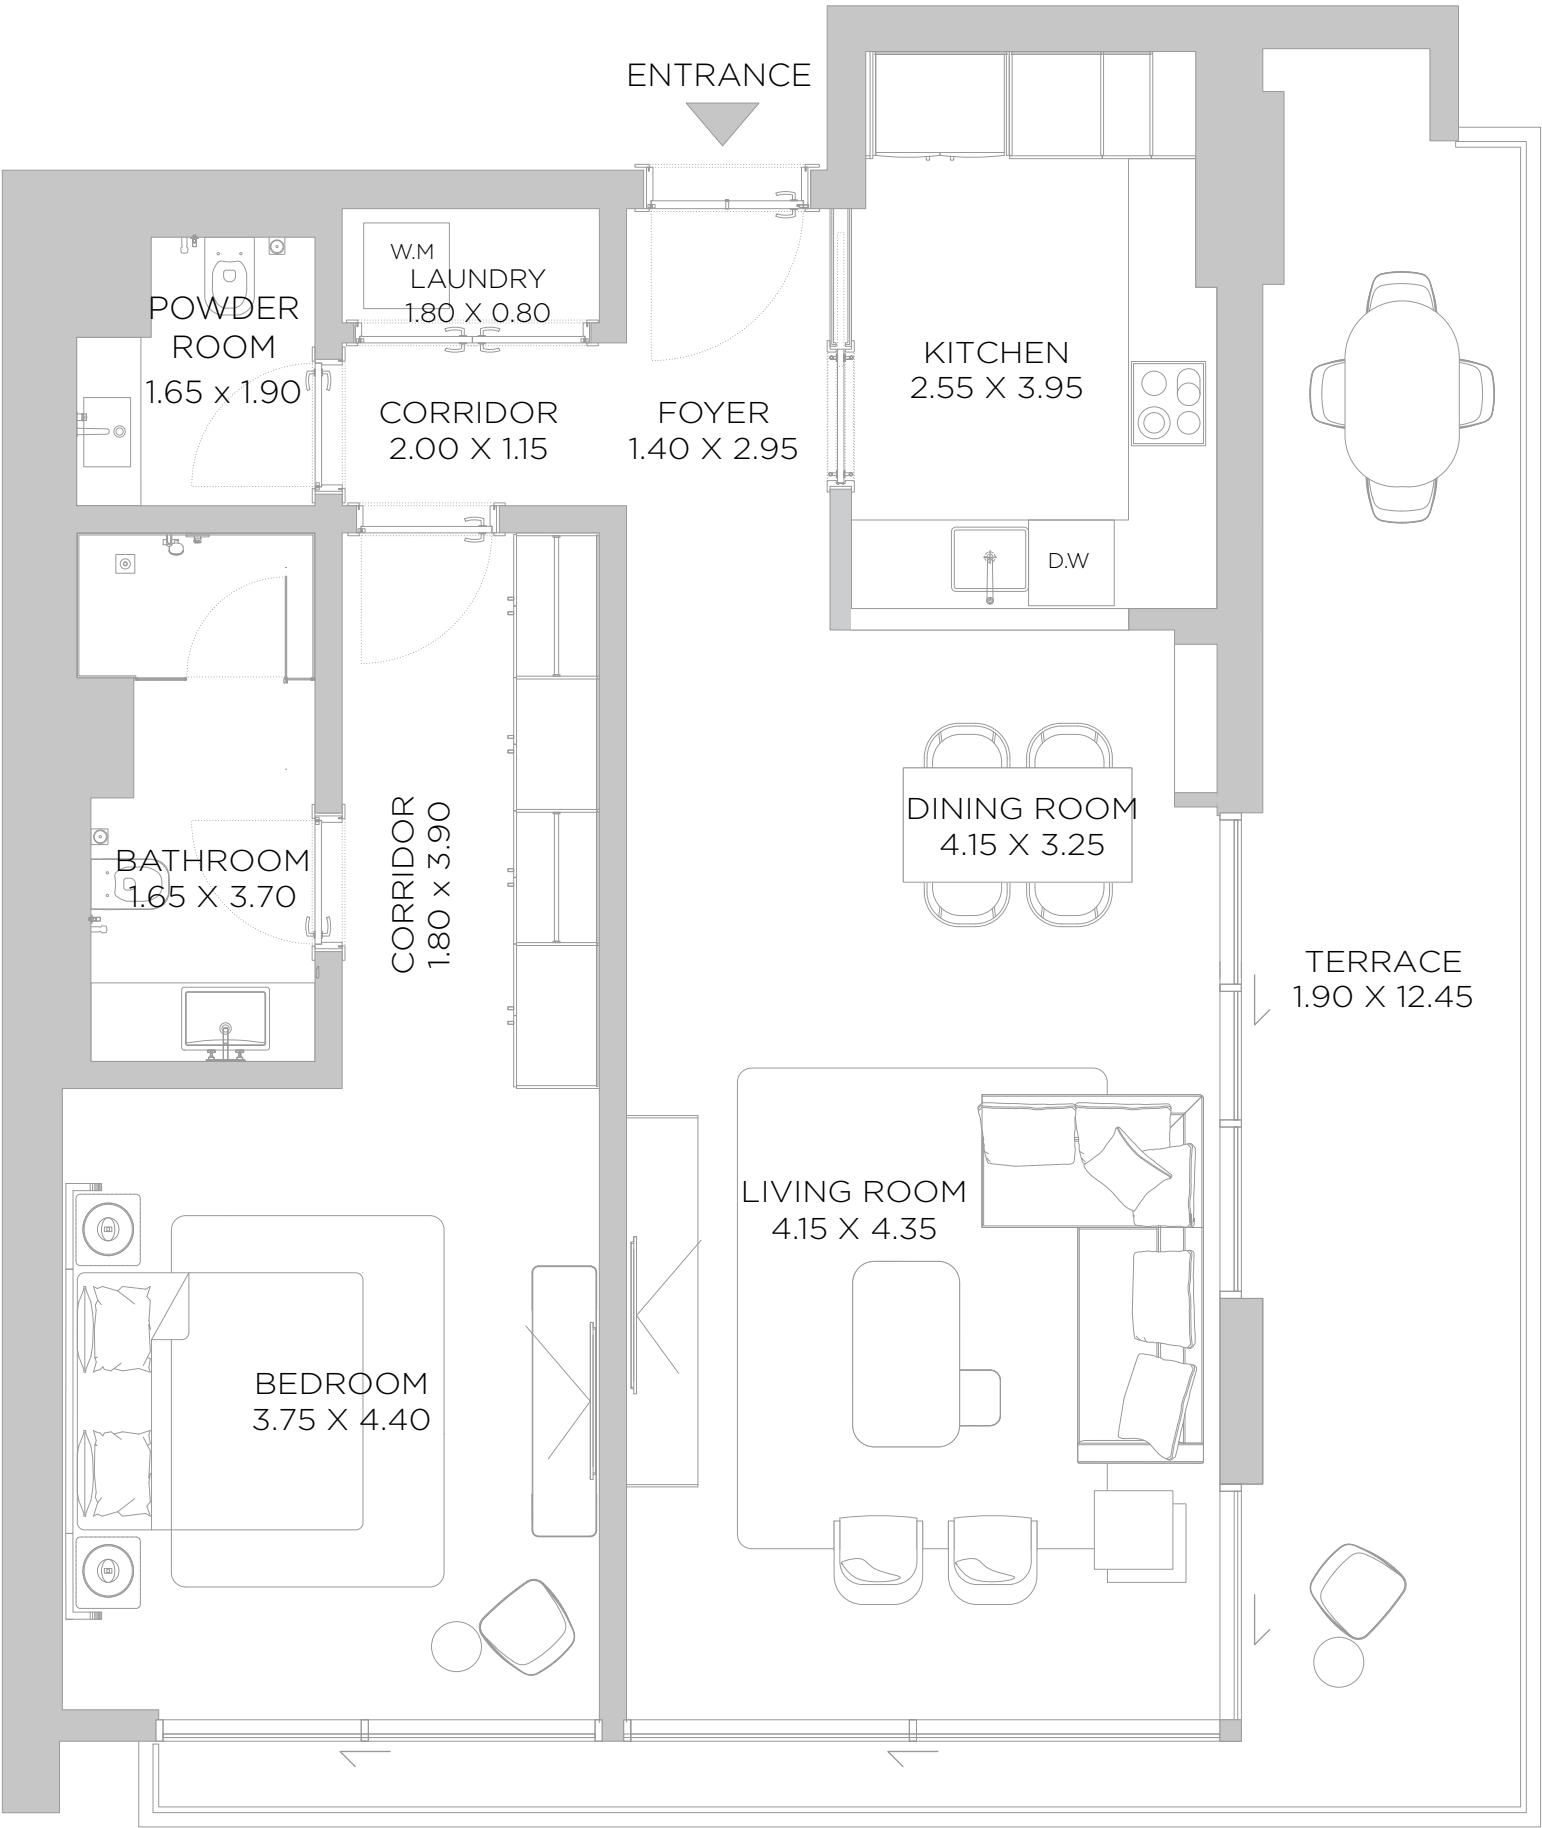 ENTRANCE
W.M
LAUNDRY
1.80 X 0.80
POWDER
ROOM
1.65 x 1.90
CORRIDOR
2.00 X 1.15
FOYER
1.40 X 2.95
KITCHEN
2.55 X 3.95
D.W
DINING ROOM
4.15 X 3.25
BATHROOM
1.65 X 3.70
CORRIDOR
1.80 x 3.90
TERRACE
1.90 X 12.45
LIVING ROOM
4.15 X 4.35
BEDROOM
3.75 X 4.40